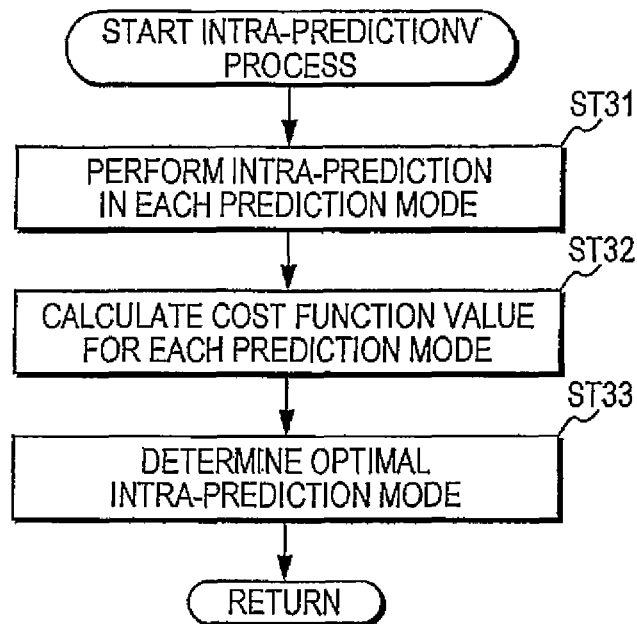 START INTRA-PREDICTIONV
PROCESS
ST31
PERFORM INTRA-PREDICTION
IN EACH PREDICTION MODE
ST32
CALCULATE COST FUNCTION VALUE
FOR EACH PREDICTION MODE
ST33
DETERMINE OPTIMAL
INTRA-PREDICTION MODE
RETURN